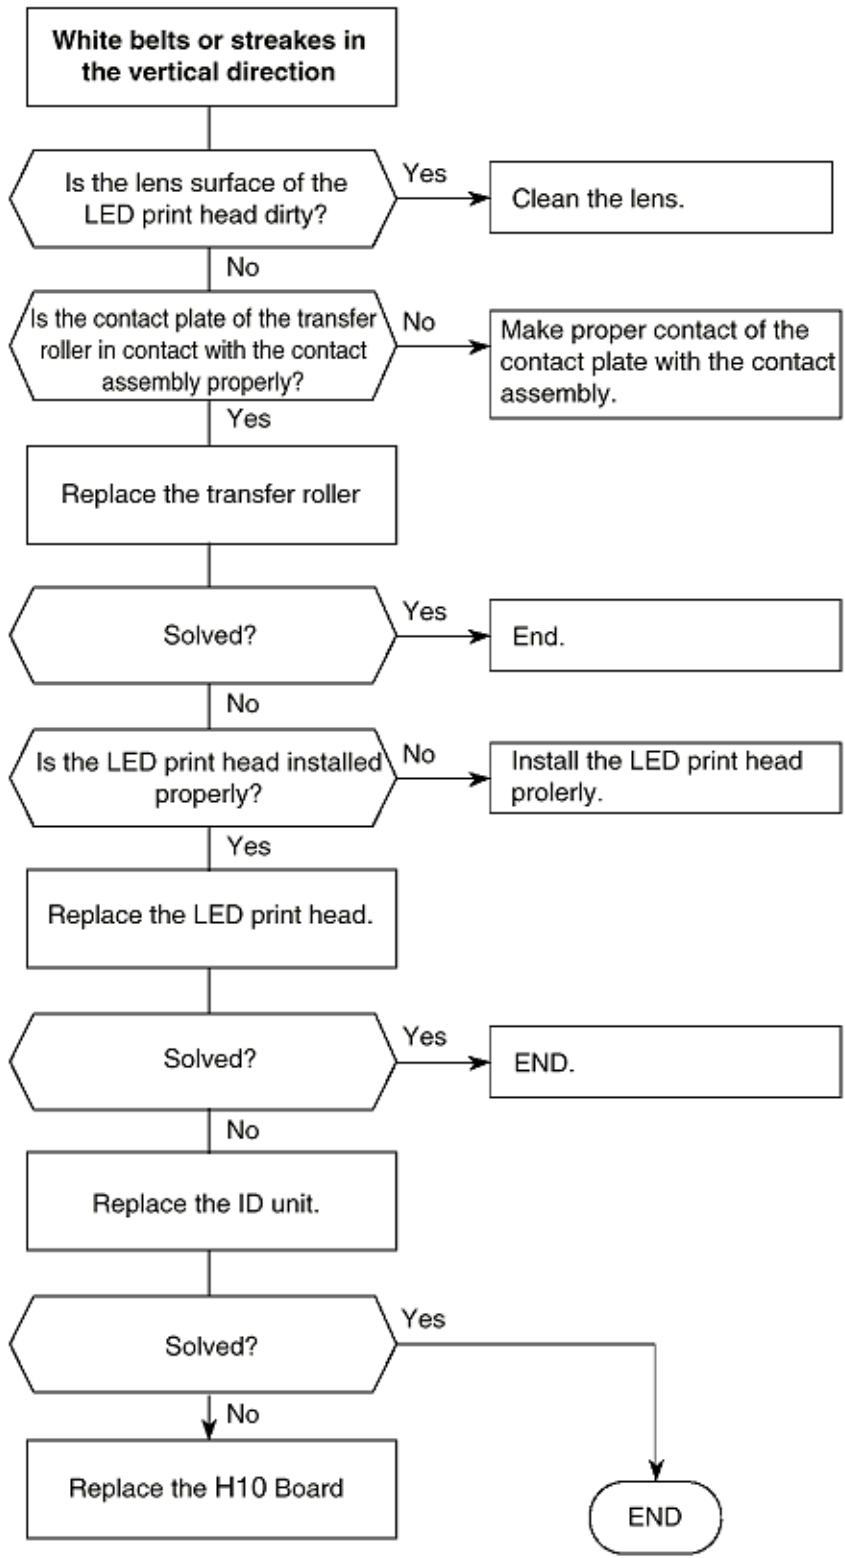 White belts or streakes in
the vertical direction
Is the lens surface of the
LED print head dirty?
Yes
Clean the lens.
No
Is the contact plate of the transfer
roller in contact with the contact
assembly properly?
No
Make proper contact of the
contact plate with the contact
assembly.
Yes
Replace the transfer roller
Solved?
Yes
End.
No
Is the LED print head installed
properly?
No
Install the LED print head
prolerly.
Yes
Replace the LED print head.
Solved?
Yes
END.
No
Replace the ID unit.
Solved?
Yes
No
Replace the H10 Board
END